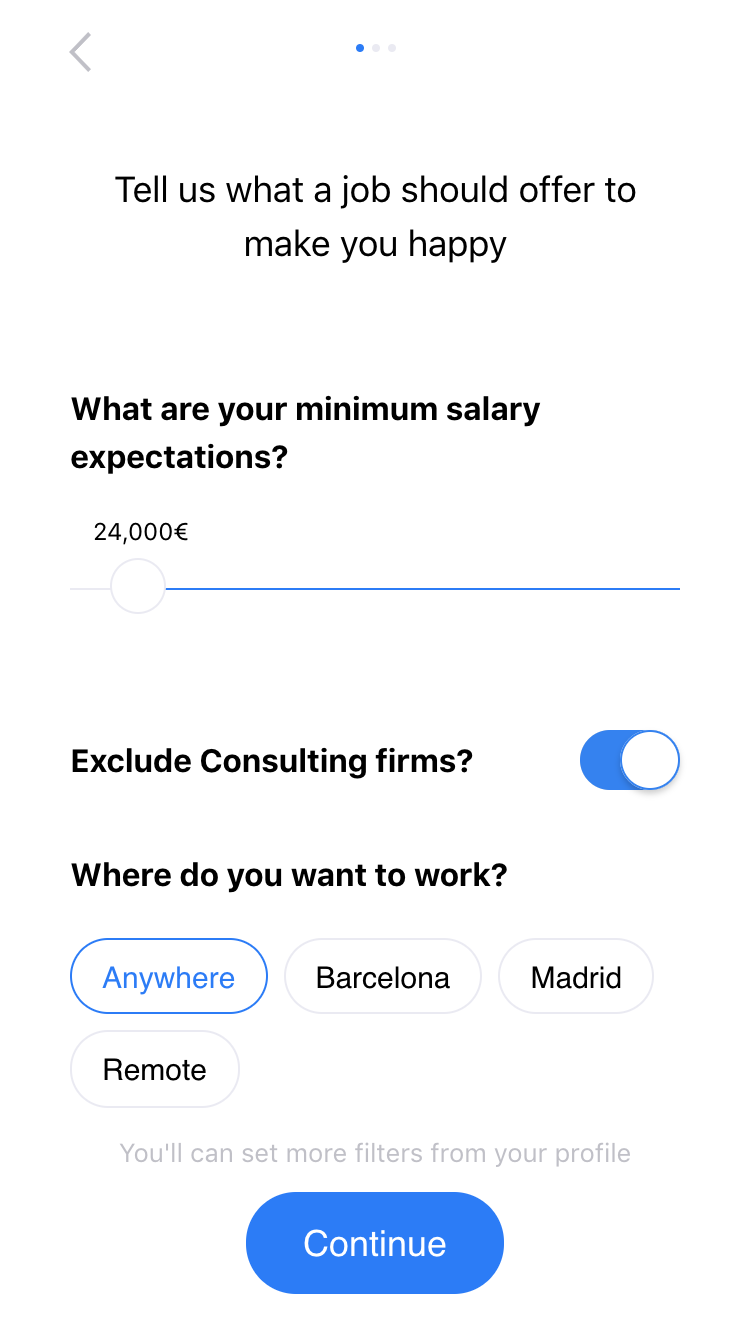 Tell us what a job should offer to
make you happy
What are your minimum salary
expectations?
24,000€
Exclude Consulting firms?
Where do you want to work?
Anywhere
Barcelona
Madrid
Remote
You'll can set more filters from your profile
Continue